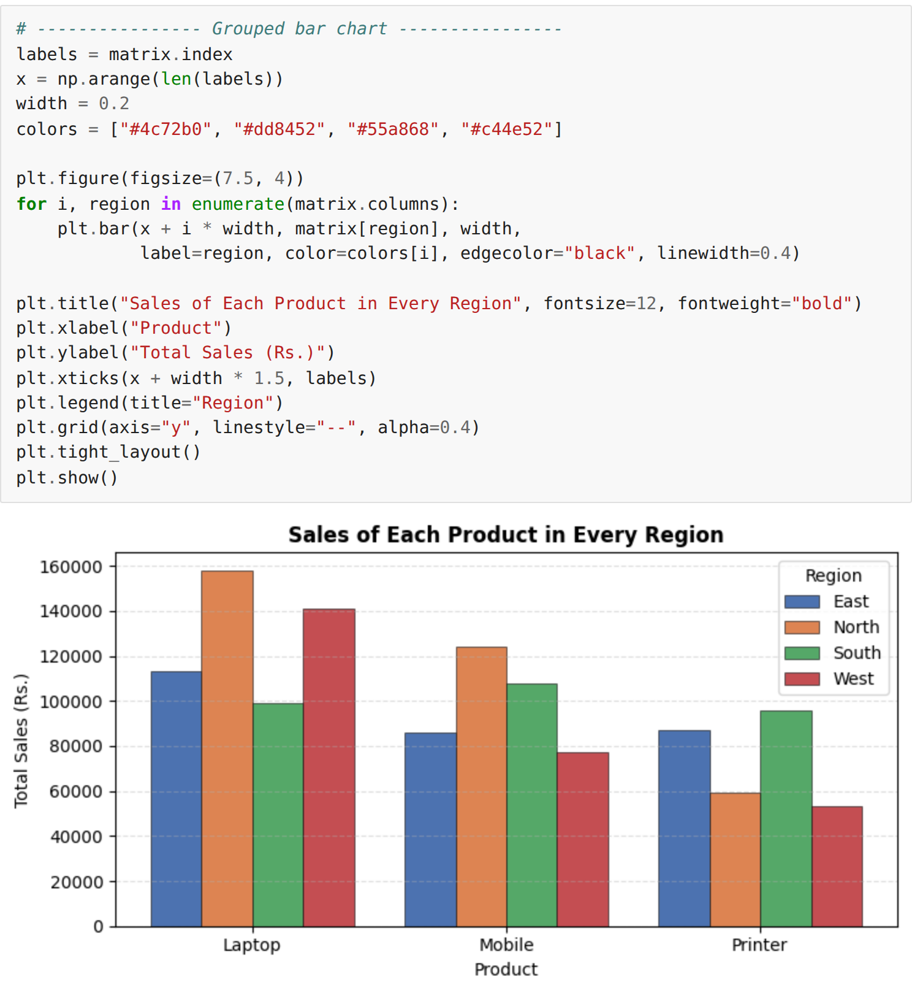 # ---------------- Grouped bar chart ----------------
labels = matrix.index
x = np.arange(len(labels))
width = 0.2
colors = ["#4c72b0", "#dd8452", "#55a868", "#c44e52"]

plt.figure(figsize=(7.5, 4))
for i, region in enumerate(matrix.columns):
    plt.bar(x + i * width, matrix[region], width,
            label=region, color=colors[i], edgecolor="black", linewidth=0.4)

plt.title("Sales of Each Product in Every Region", fontsize=12, fontweight="bold")
plt.xlabel("Product")
plt.ylabel("Total Sales (Rs.)")
plt.xticks(x + width * 1.5, labels)
plt.legend(title="Region")
plt.grid(axis="y", linestyle="--", alpha=0.4)
plt.tight_layout()
plt.show()
Sales of Each Product in Every Region
Total Sales (Rs.)
160000
140000
120000
100000
80000
60000
40000
20000
0
Region
East
North
South
West
Laptop Mobile Printer
Product